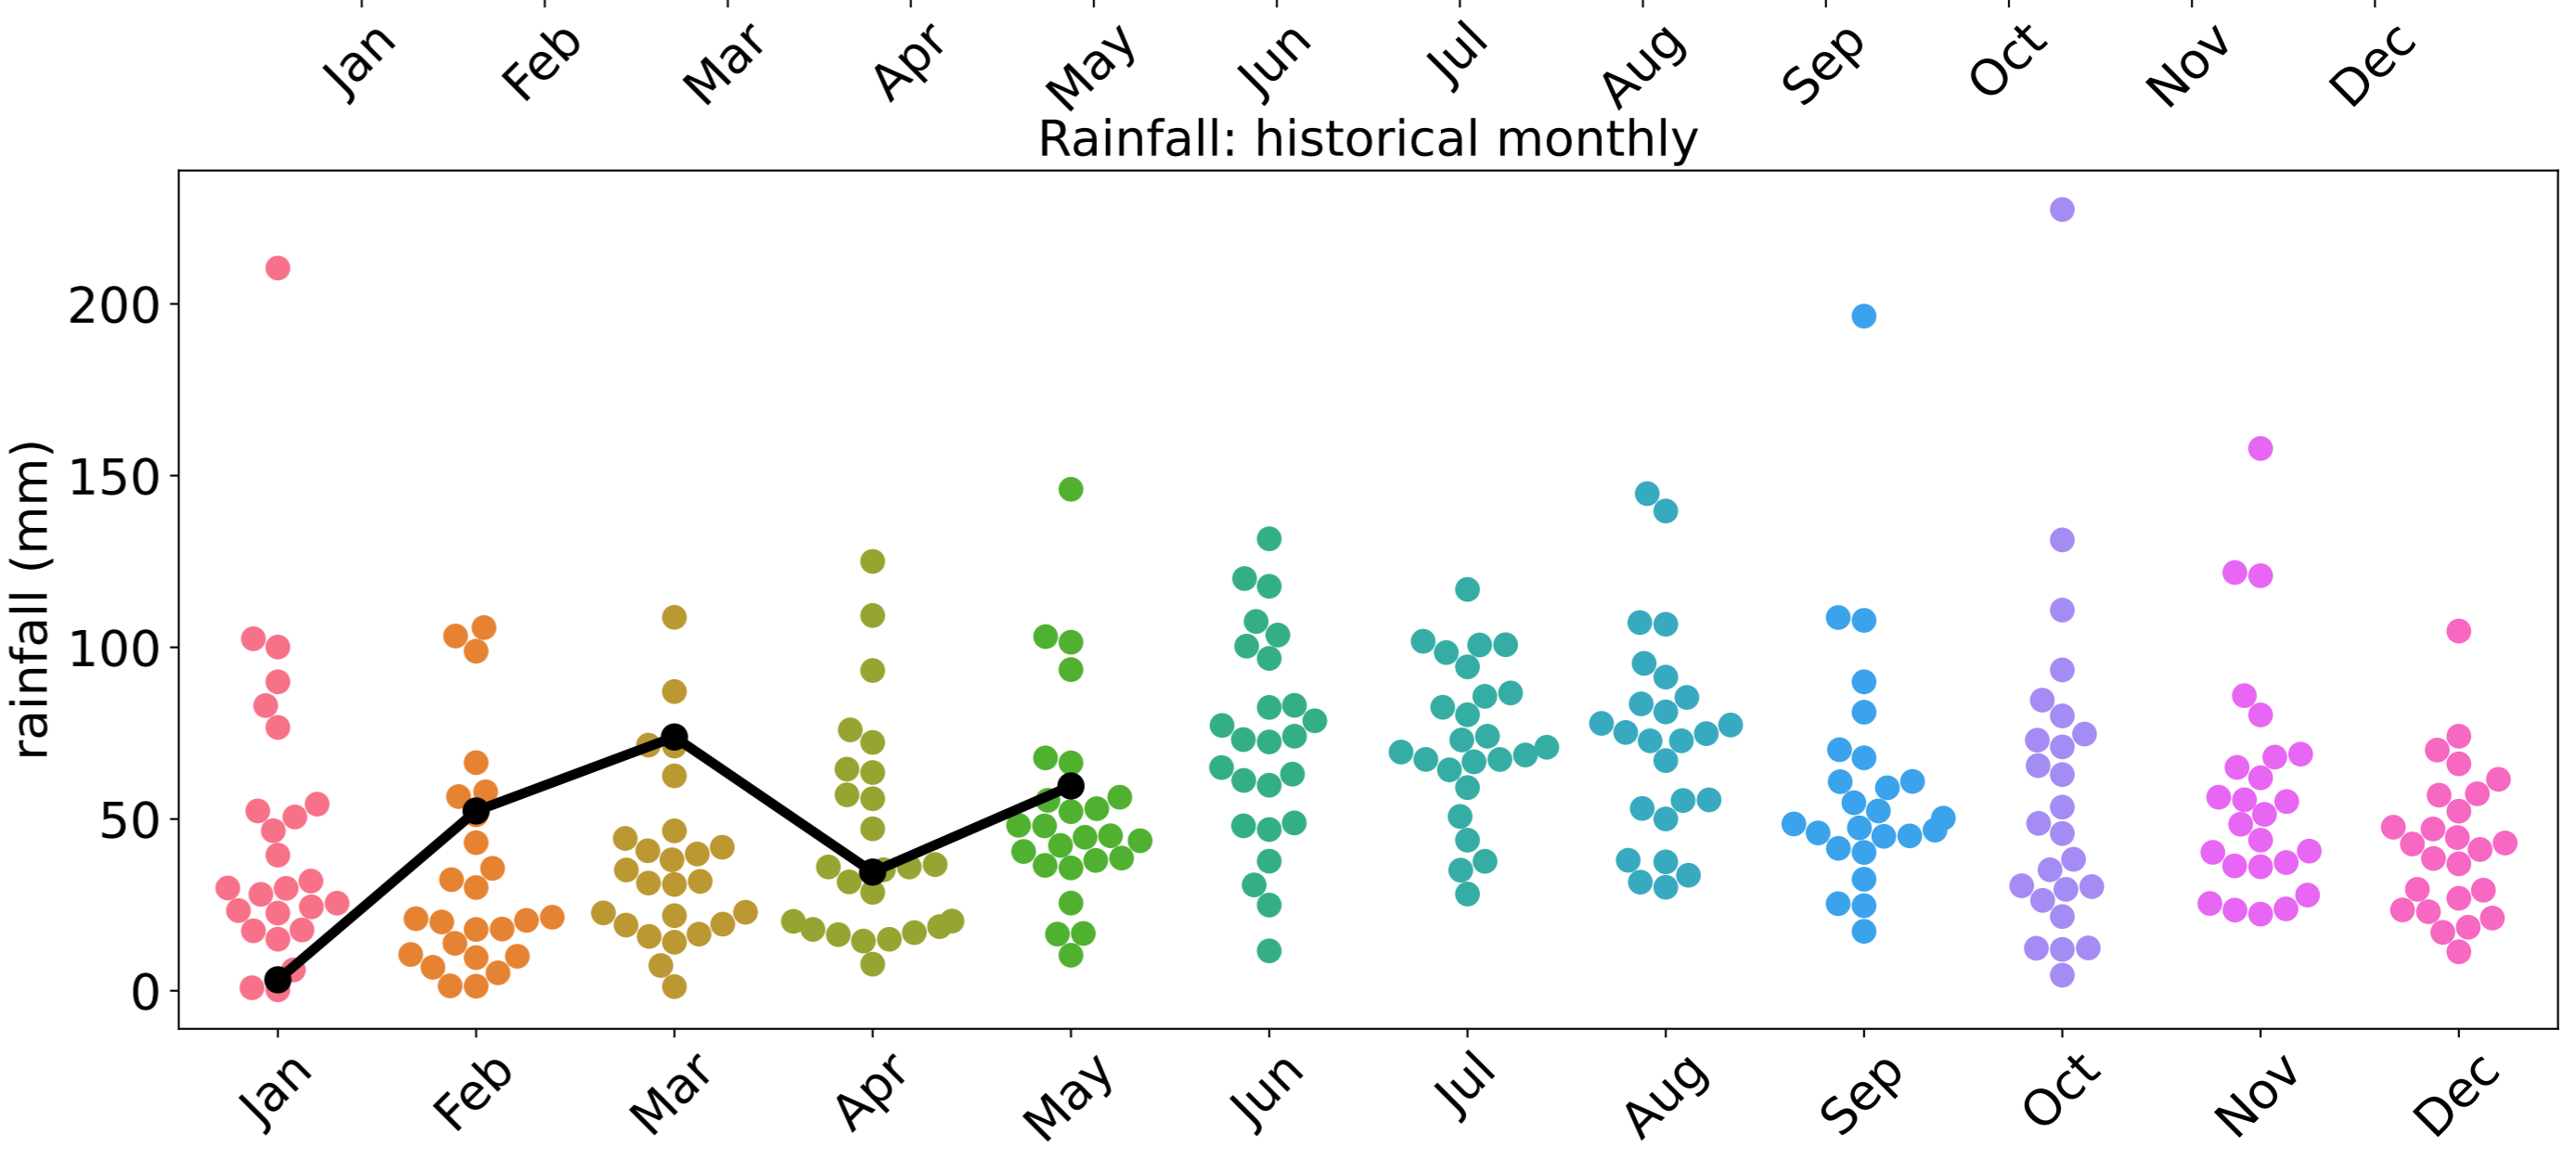 Jan Feb Mar Apr May Jun Jul Aug Sep Oct Nov Dec
Rainfall: historical monthly
rainfall (mm)
200
150
100
50
0
Jan Feb Mar Apr May Jun Jul Aug Sep Oct Nov Dec